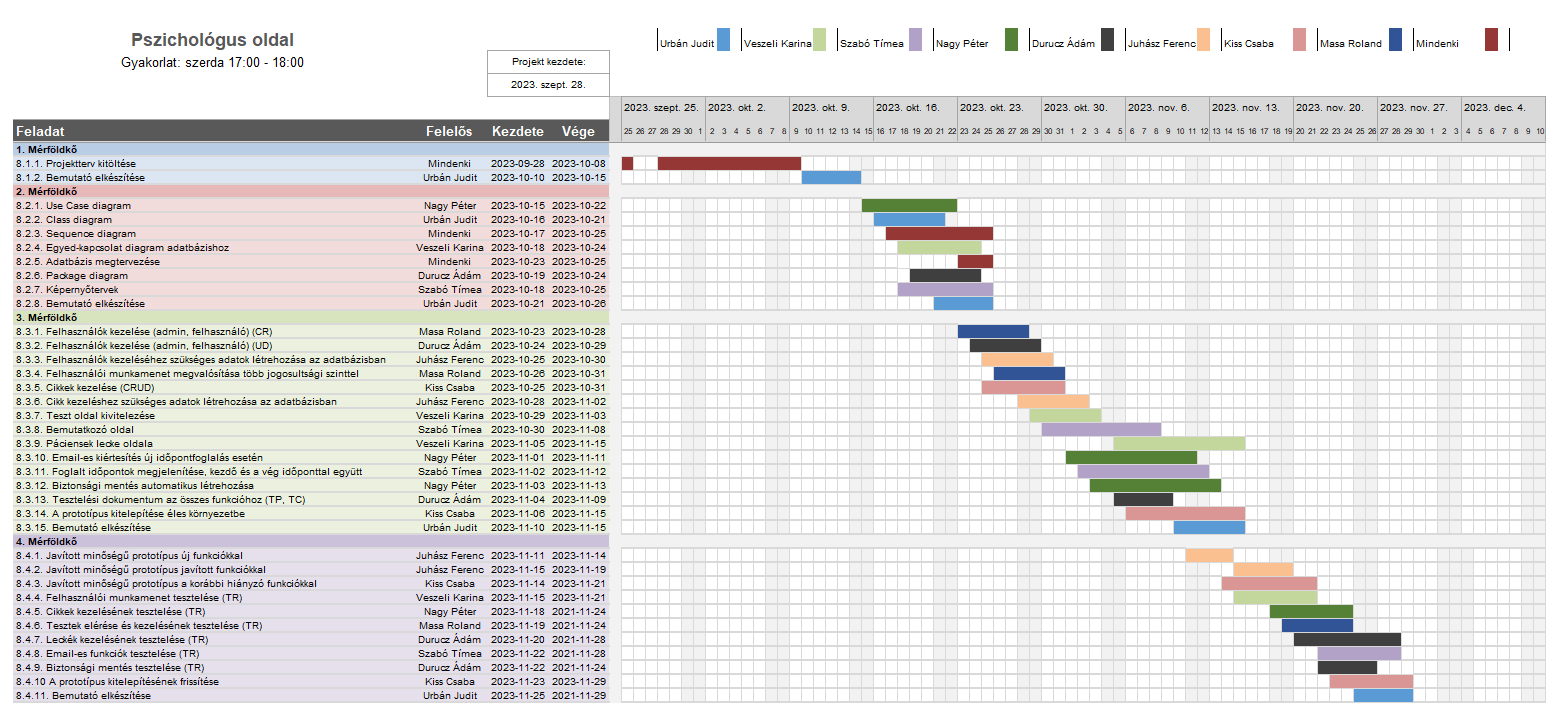 Pszichológus oldal
Gyakorlat: szerda 17:00 - 18:00
Urbán Judit Veszeli Karina Szabó Tímea Nagy Péter Durucz Ádám Juhász Ferenc Kiss Csaba Masa Roland Mindenki
Projekt kezdete:
2023. szept. 28.
2023. szept. 25. 2023. okt. 2. 2023. okt. 9. 2023. okt. 16. 2023. okt. 23. 2023. okt. 30. 2023. nov. 6. 2023. nov. 13. 2023. nov. 20. 2023. nov. 27. 2023. dec. 4.
25 26 27 28 29 30 1 2 3 4 5 6 7 8 9 10 11 12 13 14 15 16 17 18 19 20 21 22 23 24 25 26 27 28 29 30 31 1 2 3 4 5 6 7 8 9 10 11 12 13 14 15 16 17 18 19 20 21 22 23 24 25 26 27 28 29 30 1 2 3 4 5 6 7 8 9 10
Feladat Felelős Kezdete Vége
1. Mérföldkő
8.1.1. Projektterv kitöltése Mindenki 2023-09-28 2023-10-08
8.1.2. Bemutató elkészítése Urbán Judit 2023-10-10 2023-10-15
2. Mérföldkő
8.2.1. Use Case diagram Nagy Péter 2023-10-15 2023-10-22
8.2.2. Class diagram Urbán Judit 2023-10-16 2023-10-21
8.2.3. Sequence diagram Mindenki 2023-10-17 2023-10-25
8.2.4. Egyed-kapcsolat diagram adatbázishoz Veszeli Karina 2023-10-18 2023-10-24
8.2.5. Adatbázis megtervezése Mindenki 2023-10-23 2023-10-25
8.2.6. Package diagram Durucz Ádám 2023-10-19 2023-10-24
8.2.7. Képernyőtervek Szabó Tímea 2023-10-18 2023-10-25
8.2.8. Bemutató elkészítése Urbán Judit 2023-10-21 2023-10-26
3. Mérföldkő
8.3.1. Felhasználók kezelése (admin, felhasználó) (CR) Masa Roland 2023-10-23 2023-10-28
8.3.2. Felhasználók kezelése (admin, felhasználó) (UD) Durucz Ádám 2023-10-24 2023-10-29
8.3.3. Felhasználók kezeléséhez szükséges adatok létrehozása az adatbázisban Juhász Ferenc 2023-10-25 2023-10-30
8.3.4. Felhasználói munkamenet megvalósítása több jogosultsági szinttel Masa Roland 2023-10-26 2023-10-31
8.3.5. Cikkek kezelése (CRUD) Kiss Csaba 2023-10-25 2023-10-31
8.3.6. Cikk kezeléshez szükséges adatok létrehozása az adatbázisban Juhász Ferenc 2023-10-28 2023-11-02
8.3.7. Teszt oldal kivitelezése Veszeli Karina 2023-10-29 2023-11-03
8.3.8. Bemutatkozó oldal Szabó Tímea 2023-10-30 2023-11-08
8.3.9. Páciensek lecke oldala Veszeli Karina 2023-11-05 2023-11-15
8.3.10. Email-es kiértesítés új időpontfoglalás esetén Nagy Péter 2023-11-01 2023-11-11
8.3.11. Foglalt időpontok megjelenítése, kezdő és a vég időponttal együtt Szabó Tímea 2023-11-02 2023-11-12
8.3.12. Biztonsági mentés automatikus létrehozása Nagy Péter 2023-11-03 2023-11-13
8.3.13. Tesztelési dokumentum az összes funkcióhoz (TP, TC) Durucz Ádám 2023-11-04 2023-11-09
8.3.14. A prototípus kitelepítése éles környezetbe Kiss Csaba 2023-11-06 2023-11-15
8.3.15. Bemutató elkészítése Urbán Judit 2023-11-10 2023-11-15
4. Mérföldkő
8.4.1. Javított minőségű prototípus új funkciókkal Juhász Ferenc 2023-11-11 2023-11-14
8.4.2. Javított minőségű prototípus javított funkciókkal Juhász Ferenc 2023-11-15 2023-11-19
8.4.3. Javított minőségű prototípus a korábbi hiányzó funkciókkal Kiss Csaba 2023-11-14 2023-11-21
8.4.4. Felhasználói munkamenet tesztelése (TR) Veszeli Karina 2023-11-15 2023-11-21
8.4.5. Cikkek kezelésének tesztelése (TR) Nagy Péter 2023-11-18 2021-11-24
8.4.6. Tesztek elérése és kezelésének tesztelése (TR) Masa Roland 2023-11-19 2021-11-24
8.4.7. Leckék kezelésének tesztelése (TR) Durucz Ádám 2023-11-20 2021-11-28
8.4.8. Email-es funkciók tesztelése (TR) Szabó Tímea 2023-11-22 2021-11-28
8.4.9. Biztonsági mentés tesztelése (TR) Durucz Ádám 2023-11-22 2021-11-24
8.4.10 A prototípus kitelepítésének frissítése Kiss Csaba 2023-11-23 2023-11-29
8.4.11. Bemutató elkészítése Urbán Judit 2023-11-25 2021-11-29